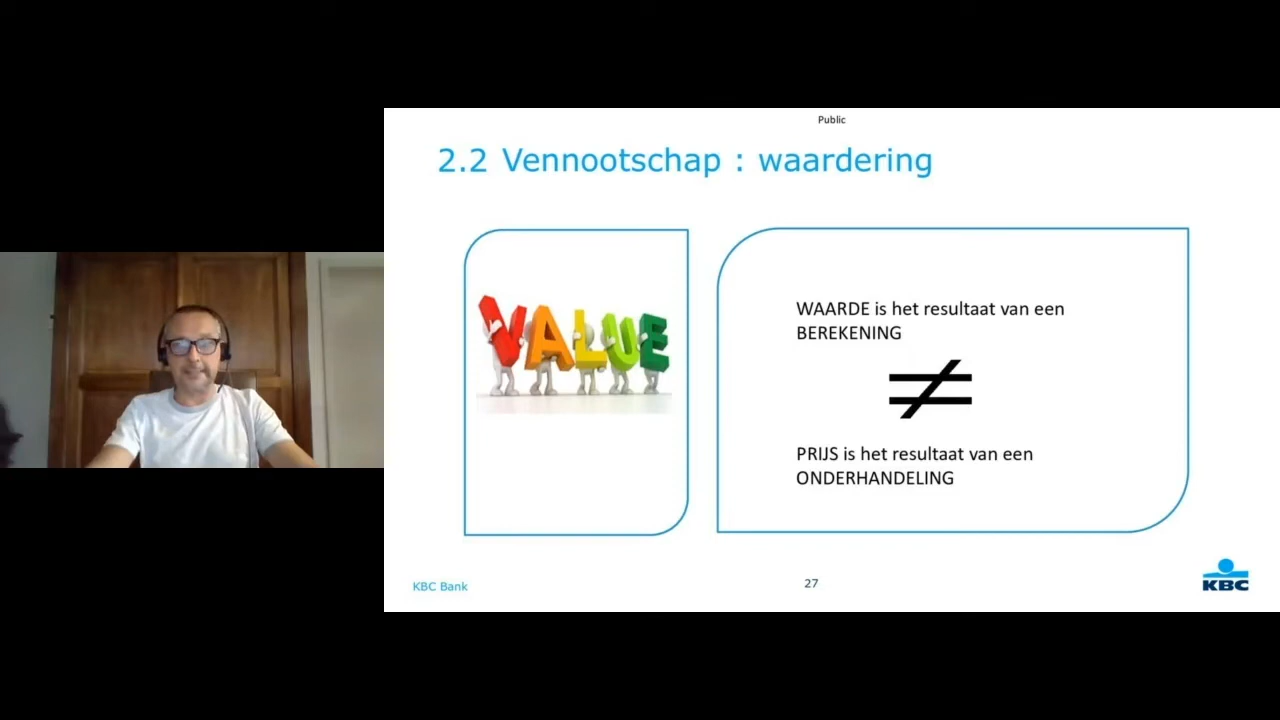 Public
2.2 Vennootschap : waardering
VALUE
WAARDE is het resultaat van een
BEREKENING
≠
PRIJS is het resultaat van een
ONDERHANDELING
KBC Bank
27
KBC